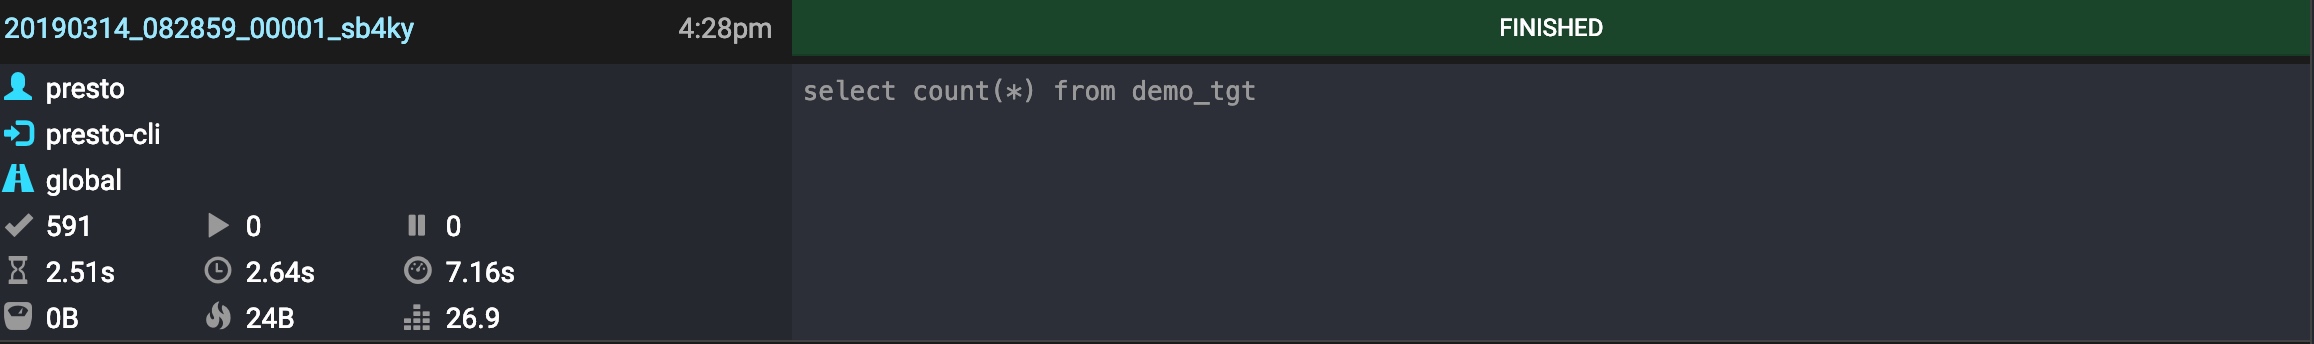 20190314_082859_00001_sb4ky 4:28pm FINISHED
presto
select count(*) from demo_tgt
presto-cli
global
591 0 0
2.51s 2.64s 7.16s
0B 24B 26.9